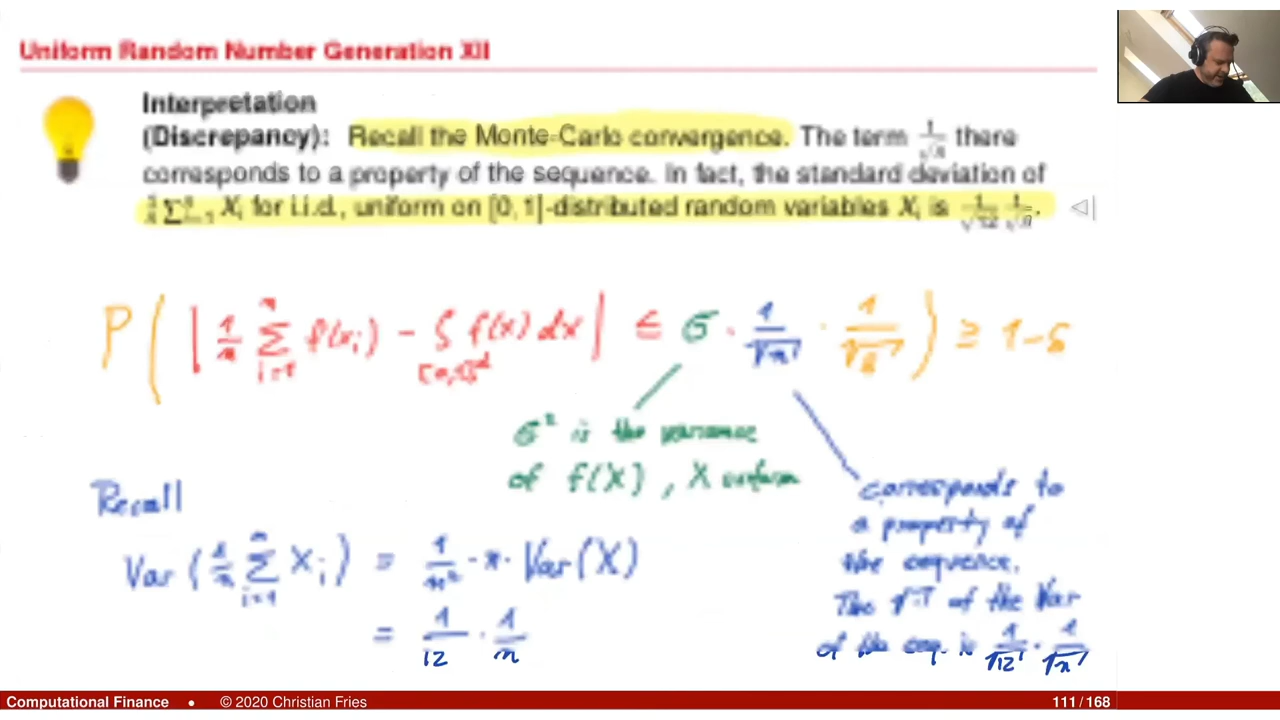 Uniform Random Number Generation XII
Interpretation
(Discrepancy): Recall the Monte-Carlo convergence. The term 1/√n there
corresponds to a property of the sequence. In fact, the standard deviation of
1/n ∑ⁿᵢ₌₁ Xᵢ for i.i.d., uniform on [0, 1]-distributed random variables Xᵢ is 1/√12 1/√n. ◁
P( | 1/n ∑ⁿᵢ₌₁ f(xᵢ) − ∫_[0,1]^d f(x) dx | ≤ σ · 1/√n · 1/√δ ) ≥ 1−δ
σ² is the variance
of f(X), X uniform
Recall
Var ( 1/n ∑ⁿᵢ₌₁ Xᵢ ) = 1/n² · n · Var(X)
= 1/12 · 1/n
corresponds to
a property of
the sequence.
The √ of the Var
of the seq. is 1/√12 · 1/√n
Computational Finance • © 2020 Christian Fries 111 / 168